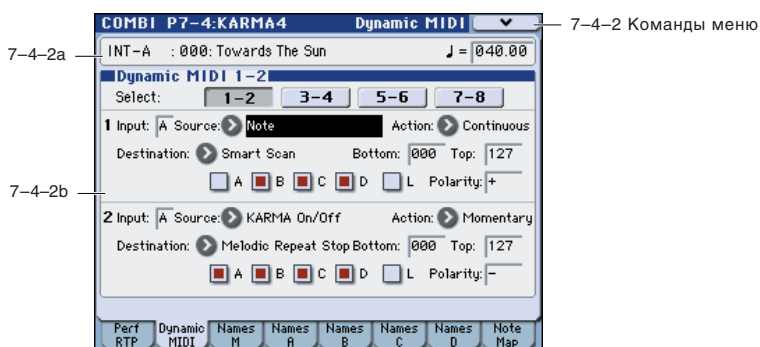 COMBI P7-4:KARMA4 Dynamic MIDI
7–4–2 Команды меню
7–4–2a
INT-A : 000: Towards The Sun ♩ = 040.00
Dynamic MIDI 1-2
Select: 1-2 3-4 5-6 7-8
1 Input: A Source: Note Action: Continuous
Destination: Smart Scan Bottom: 000 Top: 127
A B C D L Polarity: +
7–4–2b
2 Input: A Source: KARMA On/Off Action: Momentary
Destination: Melodic Repeat Stop Bottom: 000 Top: 127
A B C D L Polarity: -
Perf RTP Dynamic MIDI Names M Names A Names B Names C Names D Note Map